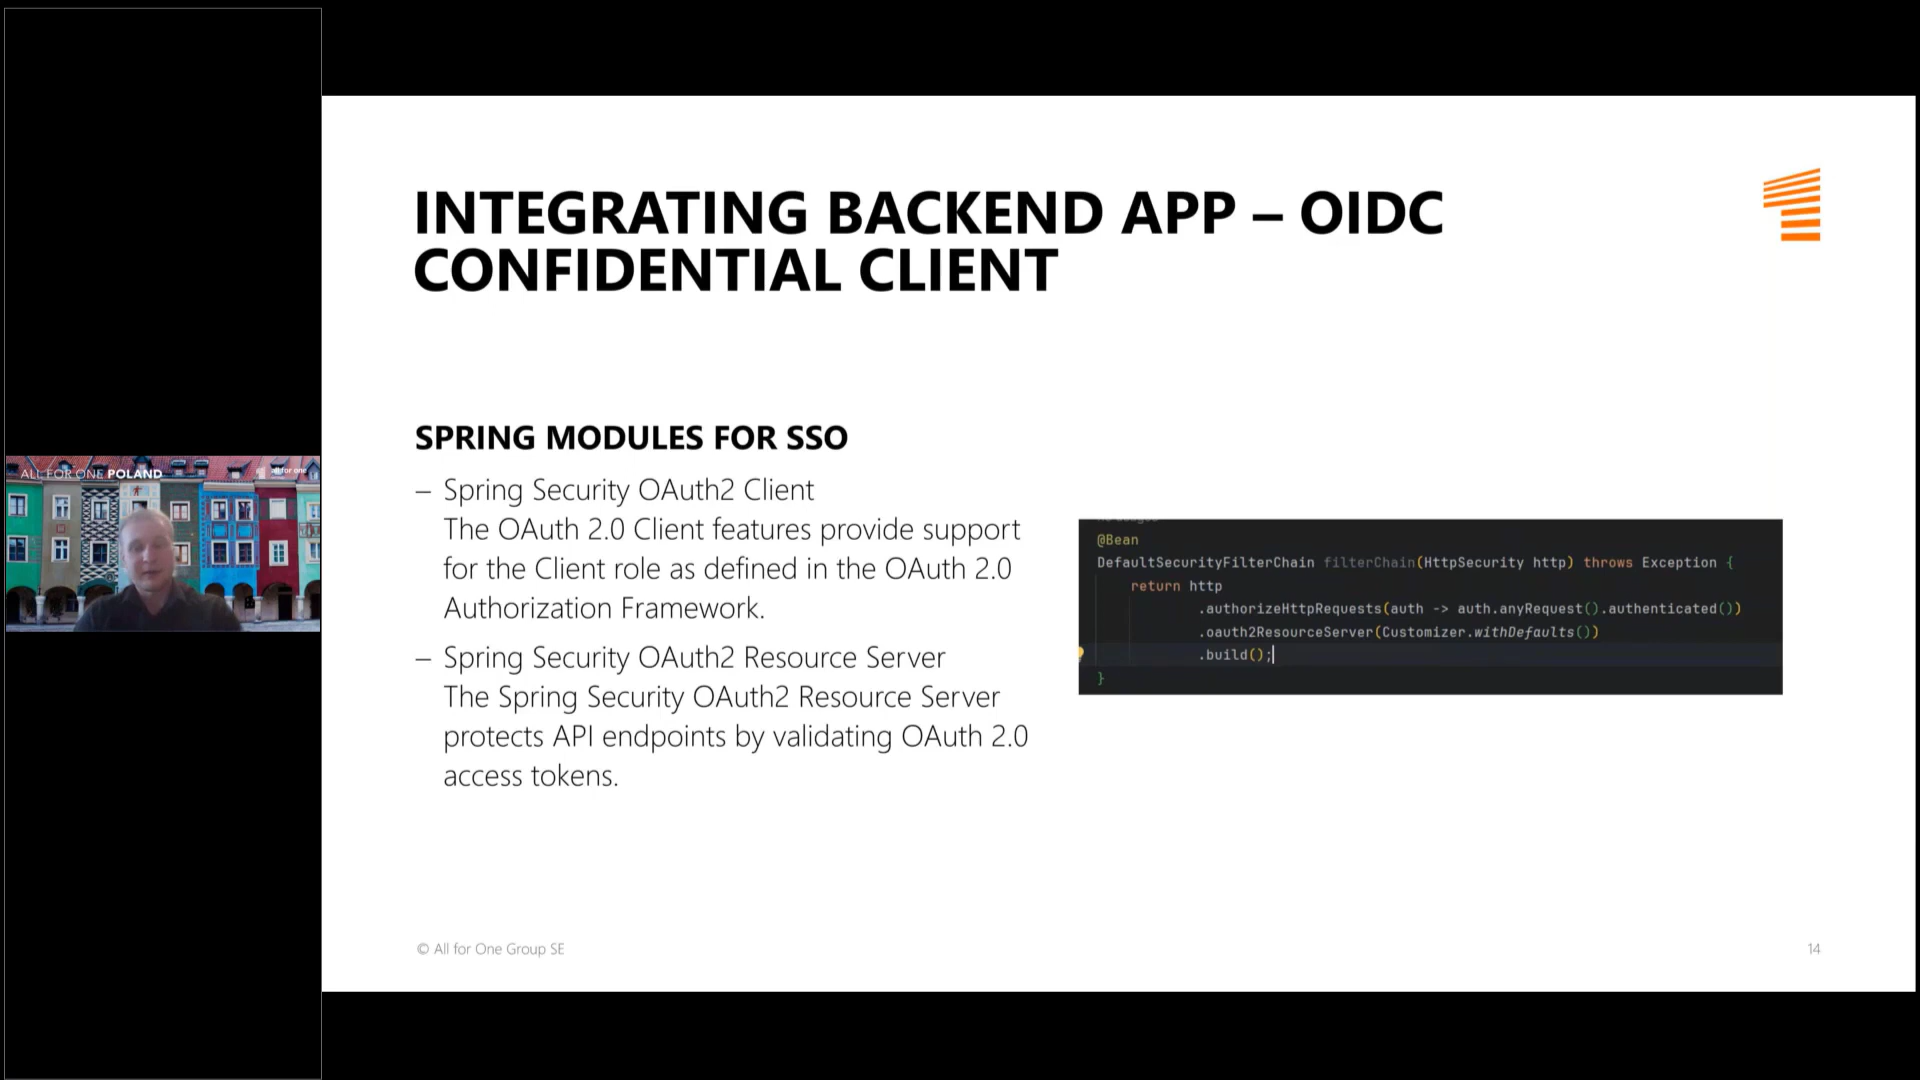 ALL FOR ONE POLAND
all for one
INTEGRATING BACKEND APP – OIDC
CONFIDENTIAL CLIENT
SPRING MODULES FOR SSO
– Spring Security OAuth2 Client
The OAuth 2.0 Client features provide support
for the Client role as defined in the OAuth 2.0
Authorization Framework.
– Spring Security OAuth2 Resource Server
The Spring Security OAuth2 Resource Server
protects API endpoints by validating OAuth 2.0
access tokens.
@Bean
DefaultSecurityFilterChain filterChain(HttpSecurity http) throws Exception {
return http
.authorizeHttpRequests(auth -> auth.anyRequest().authenticated())
.oauth2ResourceServer(Customizer.withDefaults())
.build();
}
© All for One Group SE
14